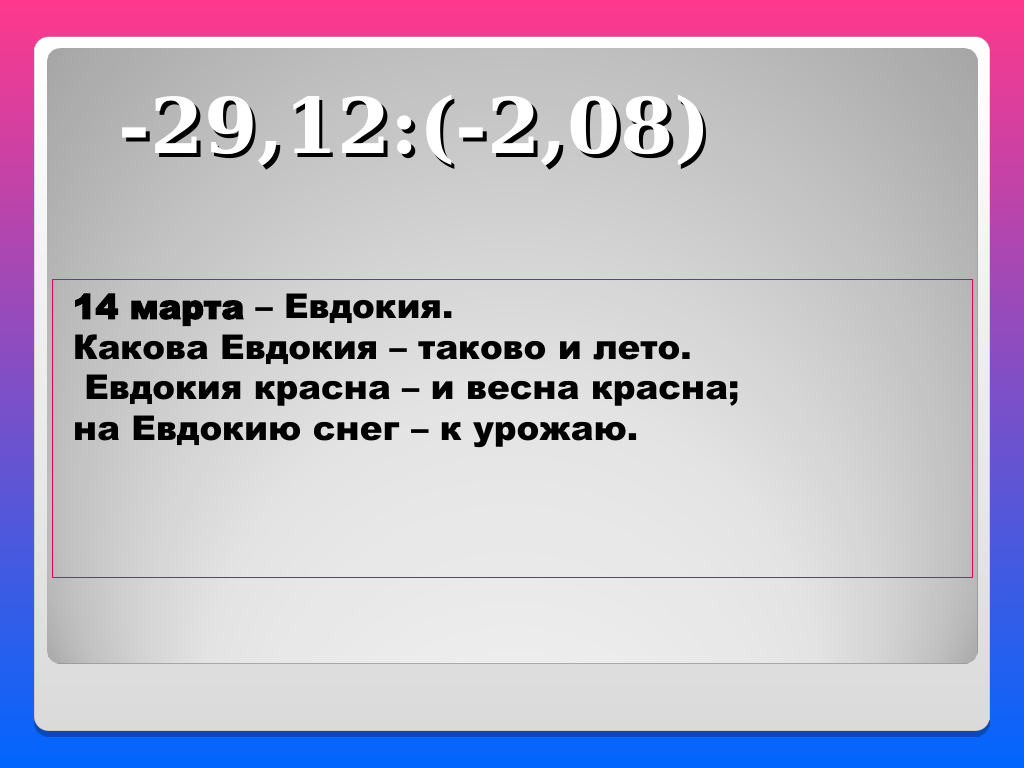 -29,12:(-2,08)
14 марта – Евдокия.
Какова Евдокия – таково и лето.
Евдокия красна – и весна красна;
на Евдокию снег – к урожаю.